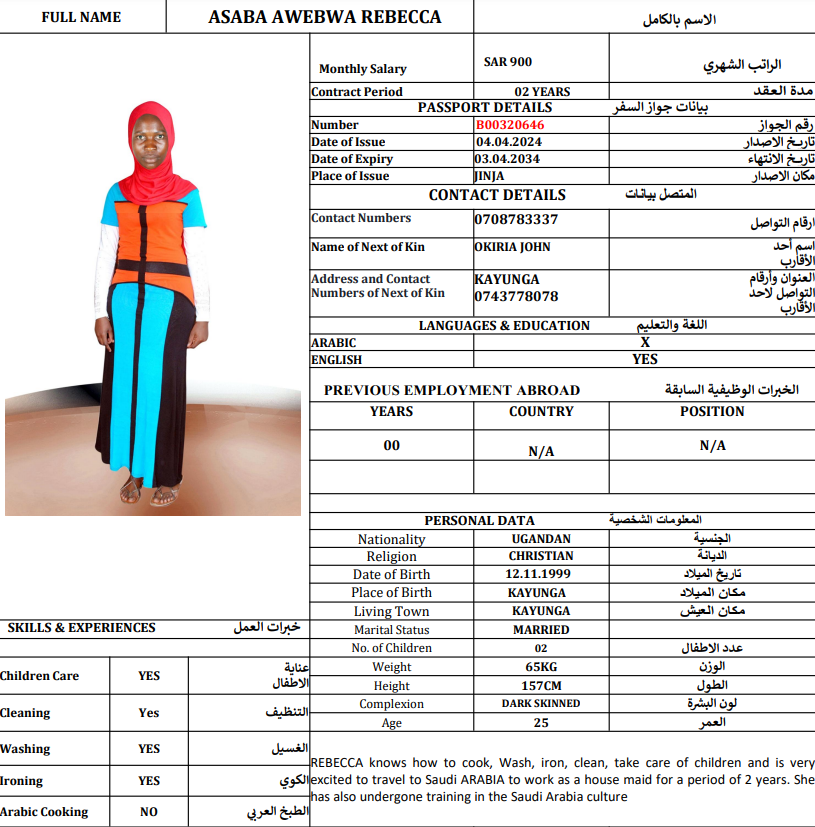 FULL NAME ASABA AWEBWA REBECCA الاسم بالكامل
Monthly Salary SAR 900 الراتب الشهري
Contract Period 02 YEARS مدة العقد
PASSPORT DETAILS بيانات جواز السفر
Number B00320646 رقم الجواز
Date of Issue 04.04.2024 تاريخ الاصدار
Date of Expiry 03.04.2034 تاريخ الانتهاء
Place of Issue JINJA مكان الاصدار
CONTACT DETAILS المتصل بيانات
Contact Numbers 0708783337 ارقام التواصل
Name of Next of Kin OKIRIA JOHN اسم أحد
الأقارب
Address and Contact KAYUNGA العنوان وأرقام
Numbers of Next of Kin 0743778078 التواصل لاحد
الأقارب
LANGUAGES & EDUCATION اللغة والتعليم
ARABIC X
ENGLISH YES
PREVIOUS EMPLOYMENT ABROAD الخبرات الوظيفية السابقة
YEARS COUNTRY POSITION
00 N/A N/A
PERSONAL DATA المعلومات الشخصية
Nationality UGANDAN الجنسية
Religion CHRISTIAN الديانة
Date of Birth 12.11.1999 تاريخ الميلاد
Place of Birth KAYUNGA مكان الميلاد
Living Town KAYUNGA مكان العيش
Marital Status MARRIED
No. of Children 02 عدد الاطفال
Weight 65KG الوزن
Height 157CM الطول
Complexion DARK SKINNED لون البشرة
Age 25 العمر
SKILLS & EXPERIENCES خبرات العمل
Children Care YES عناية
الاطفال
Cleaning Yes التنظيف
Washing YES الغسيل
Ironing YES الكوي
Arabic Cooking NO الطبخ العربي
REBECCA knows how to cook, Wash, iron, clean, take care of children and is very
excited to travel to Saudi ARABIA to work as a house maid for a period of 2 years. She
has also undergone training in the Saudi Arabia culture